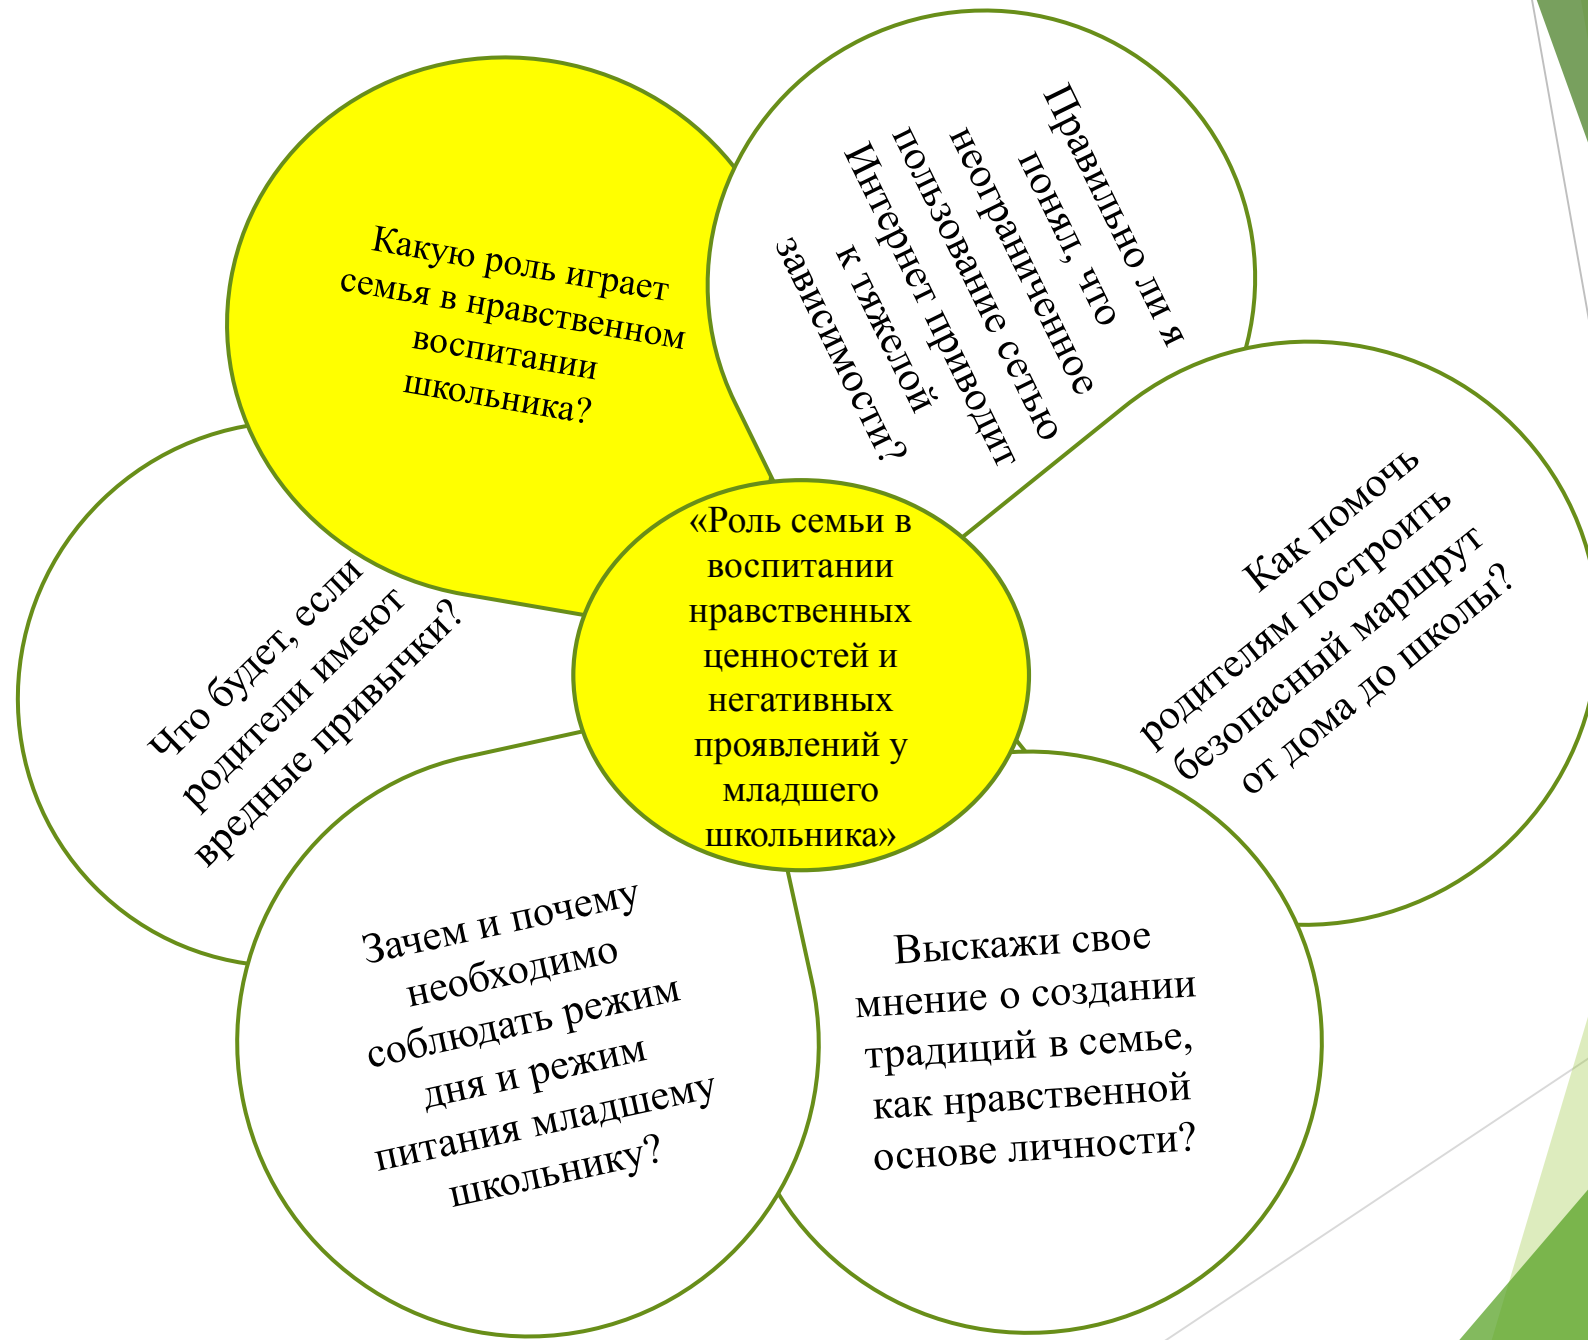 Какую роль играет
семья в нравственном
воспитании
школьника?
Правильно ли я
понял, что
неограниченное
пользование сетью
Интернет приводит
к тяжелой
зависимости?
Как помочь
родителям построить
безопасный маршрут
от дома до школы?
Выскажи свое
мнение о создании
традиций в семье,
как нравственной
основе личности?
Зачем и почему
необходимо
соблюдать режим
дня и режим
питания младшему
школьнику?
Что будет, если
родители имеют
вредные привычки?
«Роль семьи в
воспитании
нравственных
ценностей и
негативных
проявлений у
младшего
школьника»